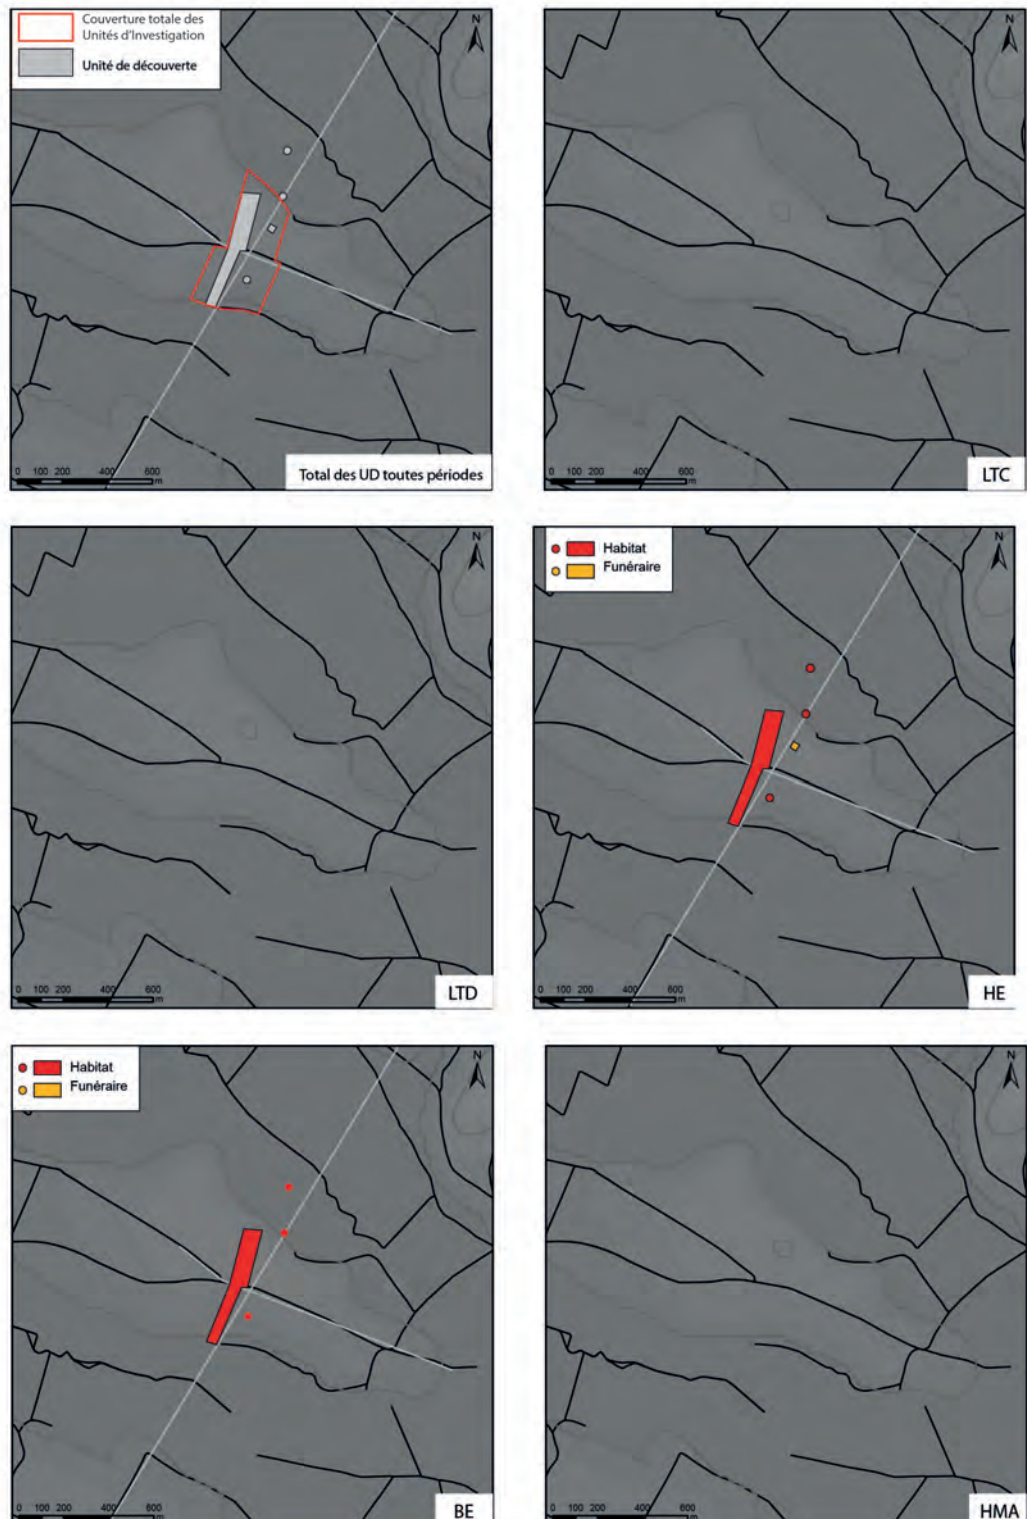 Couverture totale des
Unités d'Investigation
Unité de découverte
N
0 100 200 400 600
m
Total des UD toutes périodes
N
0 100 200 400 600
m
LTC
N
0 100 200 400 600
m
LTD
Habitat
Funéraire
N
0 100 200 400 600
m
HE
Habitat
Funéraire
N
0 100 200 400 600
m
BE
N
0 100 200 400 600
m
HMA